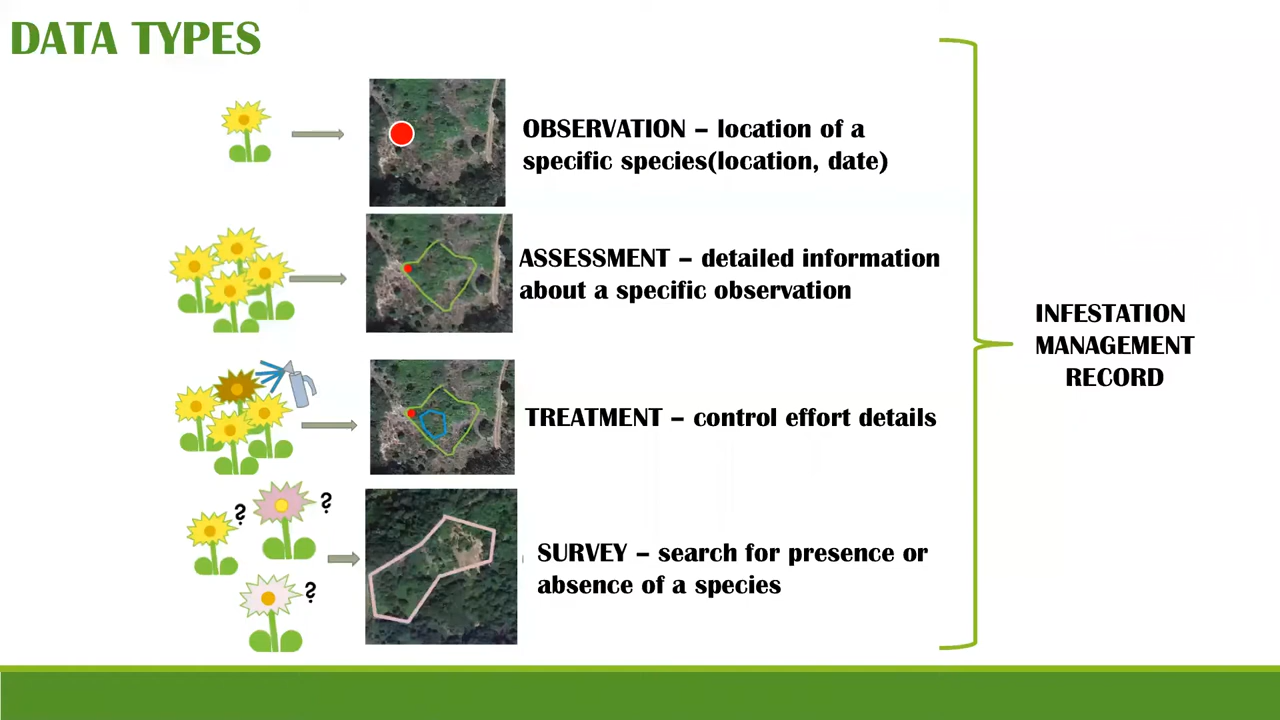 DATA TYPES
OBSERVATION – location of a
specific species(location, date)
ASSESSMENT – detailed information
about a specific observation
TREATMENT – control effort details
? ?
?
SURVEY – search for presence or
absence of a species
INFESTATION
MANAGEMENT
RECORD